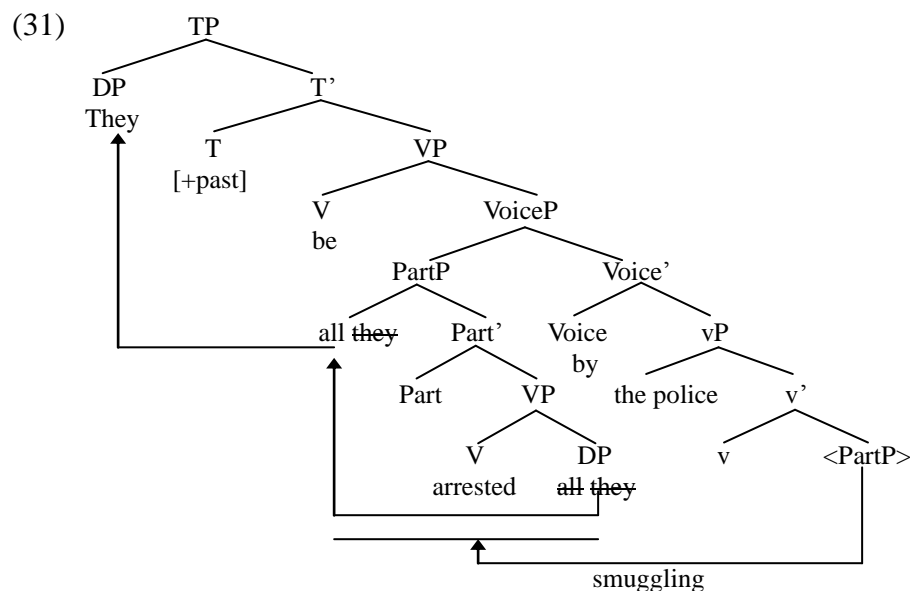 (31) TP
DP T’
They
T VP
[+past]
V VoiceP
be
PartP Voice’
all ~~they~~ Part’ Voice vP
by
Part VP the police v’
V DP v <PartP>
arrested ~~all~~ ~~they~~
smuggling